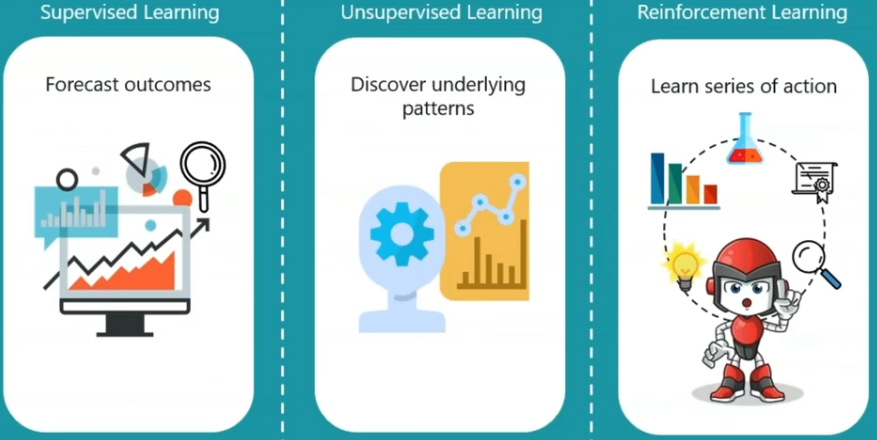 Supervised Learning
Unsupervised Learning
Reinforcement Learning
Forecast outcomes
Discover underlying
patterns
Learn series of action